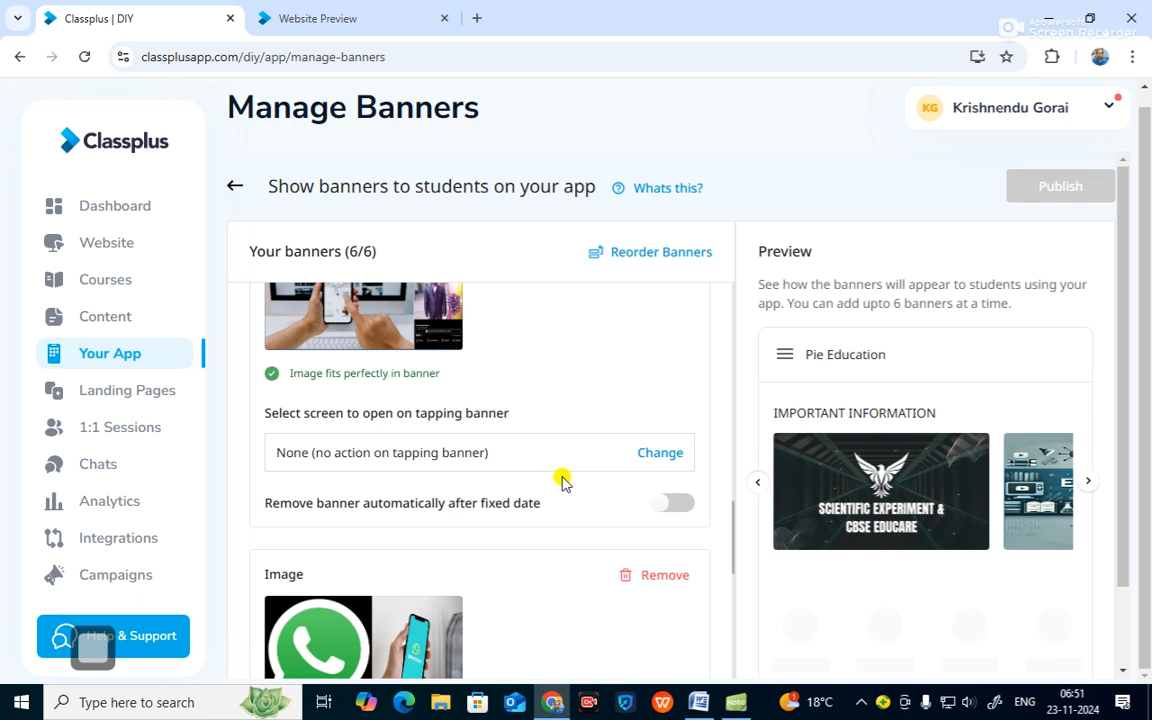 Classplus | DIY
Website Preview
Apowersoft
Screen Recorder
classplusapp.com/diy/app/manage-banners
Classplus
Manage Banners
KG Krishnendu Gorai
Show banners to students on your app
Whats this?
Publish
Dashboard
Website
Courses
Content
Your App
Landing Pages
1:1 Sessions
Chats
Analytics
Integrations
Campaigns
Help & Support
Your banners (6/6)
Reorder Banners
Image fits perfectly in banner
Select screen to open on tapping banner
None (no action on tapping banner)
Change
Remove banner automatically after fixed date
Image
Remove
Preview
See how the banners will appear to students using your
app. You can add upto 6 banners at a time.
Pie Education
IMPORTANT INFORMATION
SCIENTIFIC EXPERIMENT &
CBSE EDUCARE
Type here to search
18°C
ENG
06:51
23-11-2024